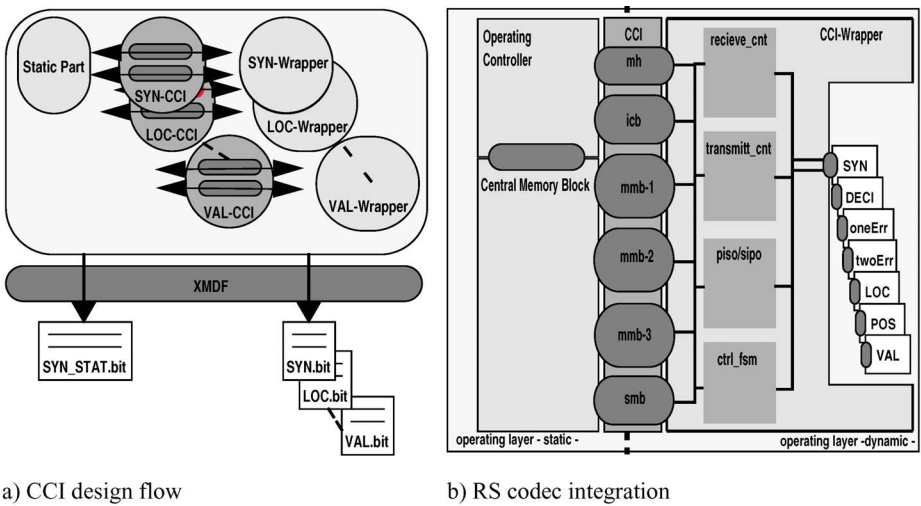 Static Part
SYN-Wrapper
SYN-CCI
LOC-CCI
LOC-Wrapper
VAL-CCI
VAL-Wrapper
XMDF
SYN_STAT.bit
SYN.bit
LOC.bit
VAL.bit
a) CCI design flow
Operating
Controller
CCI
recieve_cnt
CCI-Wrapper
mh
icb
transmitt_cnt
SYN
Central Memory Block
mmb-1
DECI
oneErr
mmb-2
piso/sipo
twoErr
LOC
mmb-3
POS
ctrl_fsm
VAL
smb
operating layer - static -
operating layer -dynamic -
b) RS codec integration